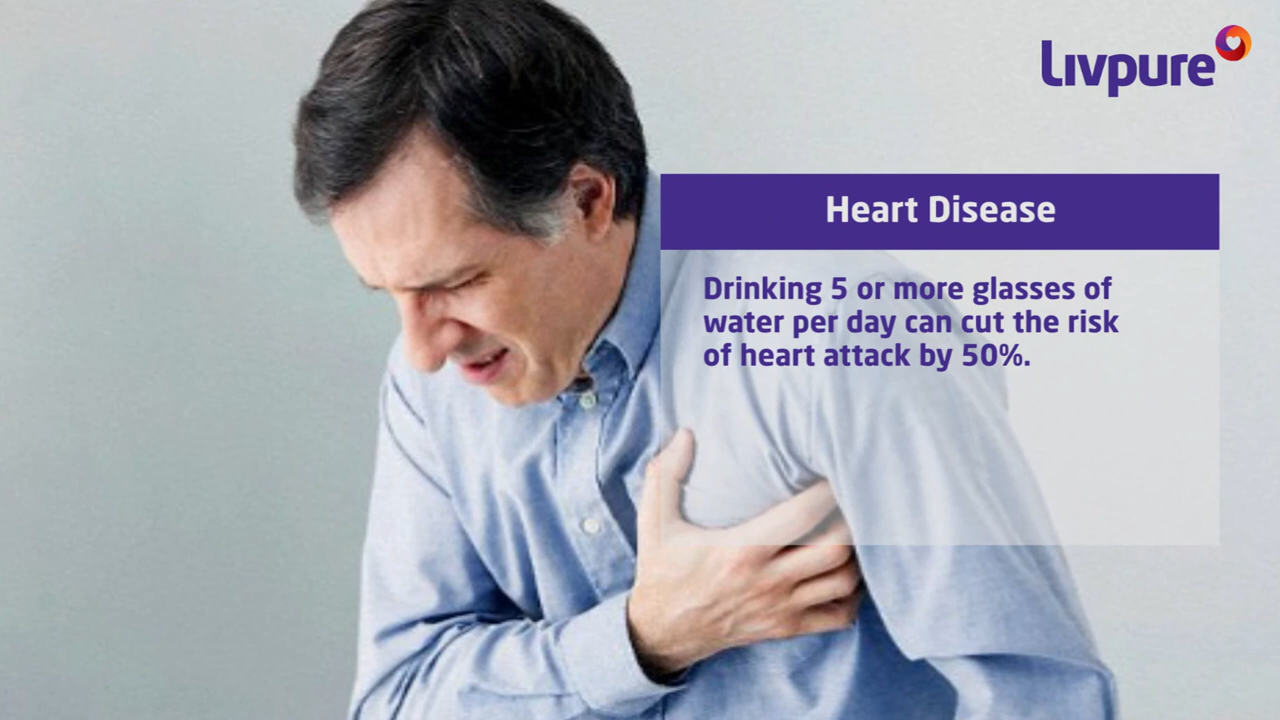 Livpure
Heart Disease
Drinking 5 or more glasses of
water per day can cut the risk
of heart attack by 50%.